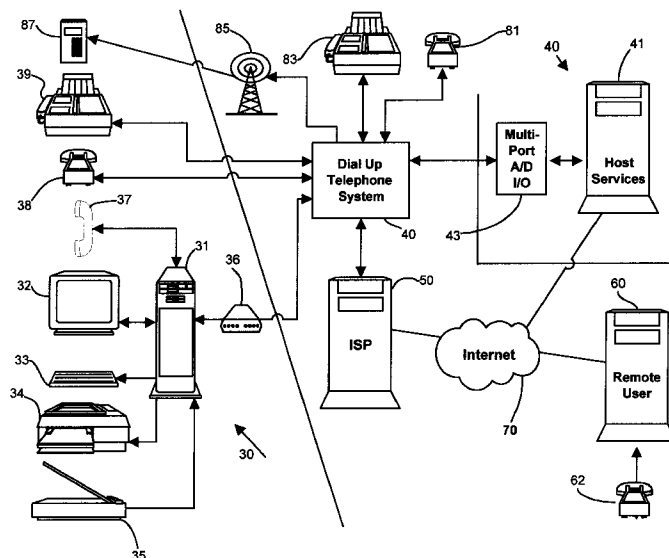 87
85
83
81
40
41
39
Multi-
Port
A/D
I/O
Host
Services
Dial Up
Telephone
System
38
37
43
40
31
36
32
50
60
ISP
Internet
Remote
User
33
34
70
30
62
35